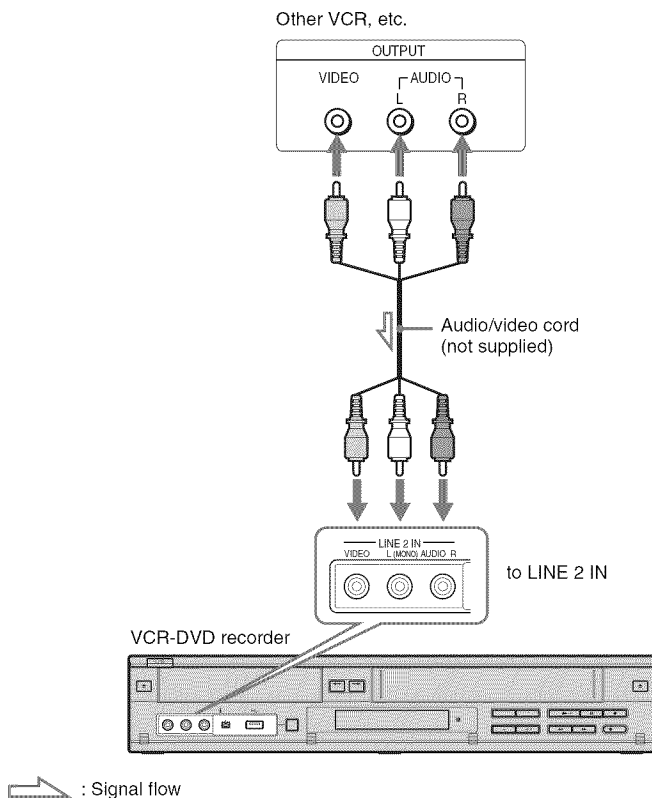 Other VCR, etc.
OUTPUT
VIDEO
AUDIO
L
R
Audio/video cord
(not supplied)
LINE 2 IN
VIDEO L (MONO) AUDIO R
to LINE 2 IN
VCR-DVD recorder
: Signal flow